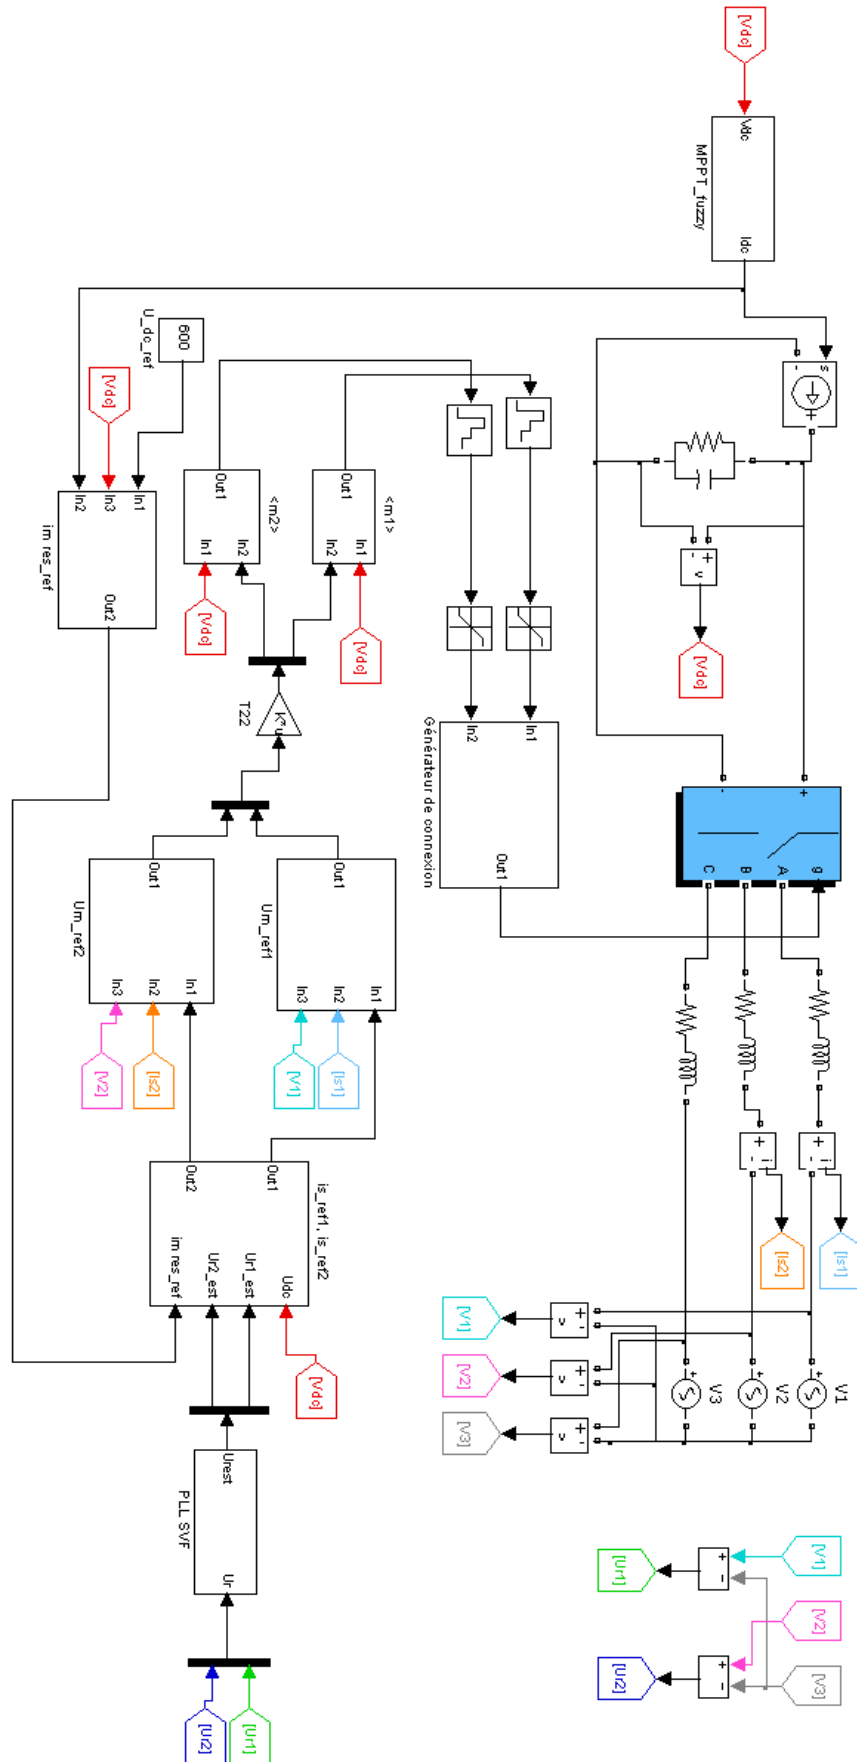 [Vdc]
Vdc
Idc
MPPT_fuzzy
s
-
+
+
-
v
[Vdc]
U_dc_ref
600
[Vdc]
In2
In3
In1
Out2
im res_ref
Out1
<m2>
In1
In2
Out1
<m1>
In2
In1
[Vdc]
[Vdc]
K*u
T22
In2
In1
Out1
Générateur de connexion
-
+
g
A
B
C
Out1
Um_ref2
In3
In2
In1
Out1
Um_ref1
In3
In2
In1
[V2]
[Is2]
[V1]
[Is1]
+
-
i
+
-
i
[Is2]
[Is1]
Out2
Out1
is_ref1, is_ref2
im res_ref
Ur2_est
Ur1_est
Udc
[Vdc]
[V1]
[V2]
[V3]
+
-
v
+
-
v
+
-
v
+
V3
+
V2
+
V1
Urest
Ur
PLL SVF
[Ur2]
[Ur1]
[V1]
[V2]
[V3]
+
-
+
-
[Ur1]
[Ur2]